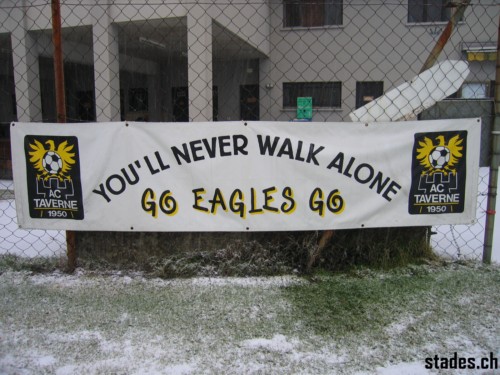 YOU'LL NEVER WALK ALONE
GO EAGLES GO
AC
TAVERNE
1950
AC
TAVERNE
1950
stades.ch